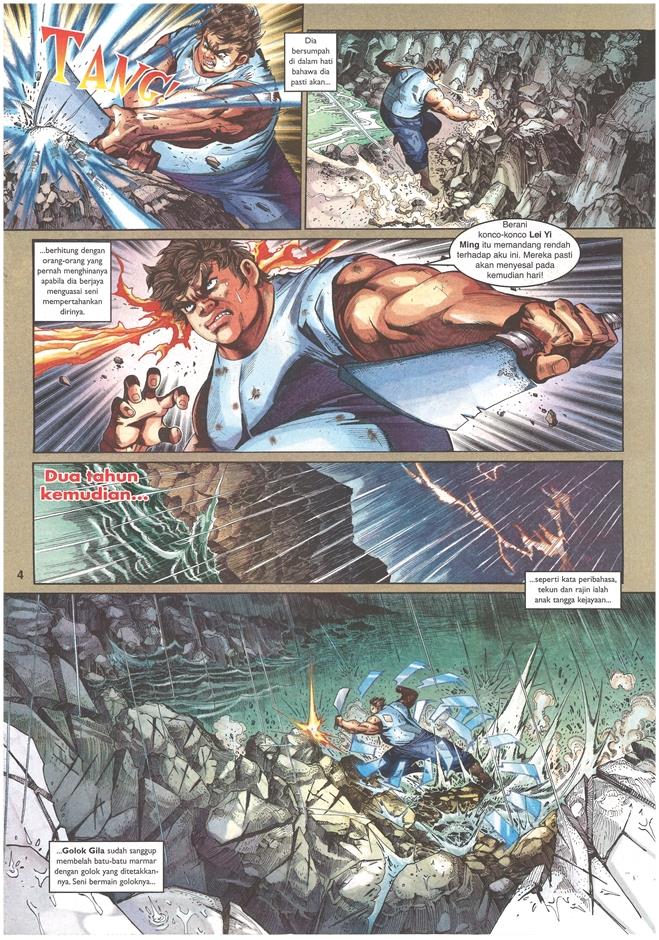 TANG!
Dia
bersumpah
di dalam hati
bahawa dia
pasti akan...
...berhitung dengan
orang-orang yang
pernah menghinanya
apabila dia berjaya
menguasai seni
mempertahankan
dirinya.
Berani
konco-konco Lei Yi
Ming itu memandang rendah
terhadap aku ini. Mereka pasti
akan menyesal pada
kemudian hari!
Dua tahun
kemudian...
4
...seperti kata peribahasa,
tekun dan rajin ialah
anak tangga kejayaan...
...Golok Gila sudah sanggup
membelah batu-batu marmar
dengan golok yang ditetakkan-
nya. Seni bermain goloknya...